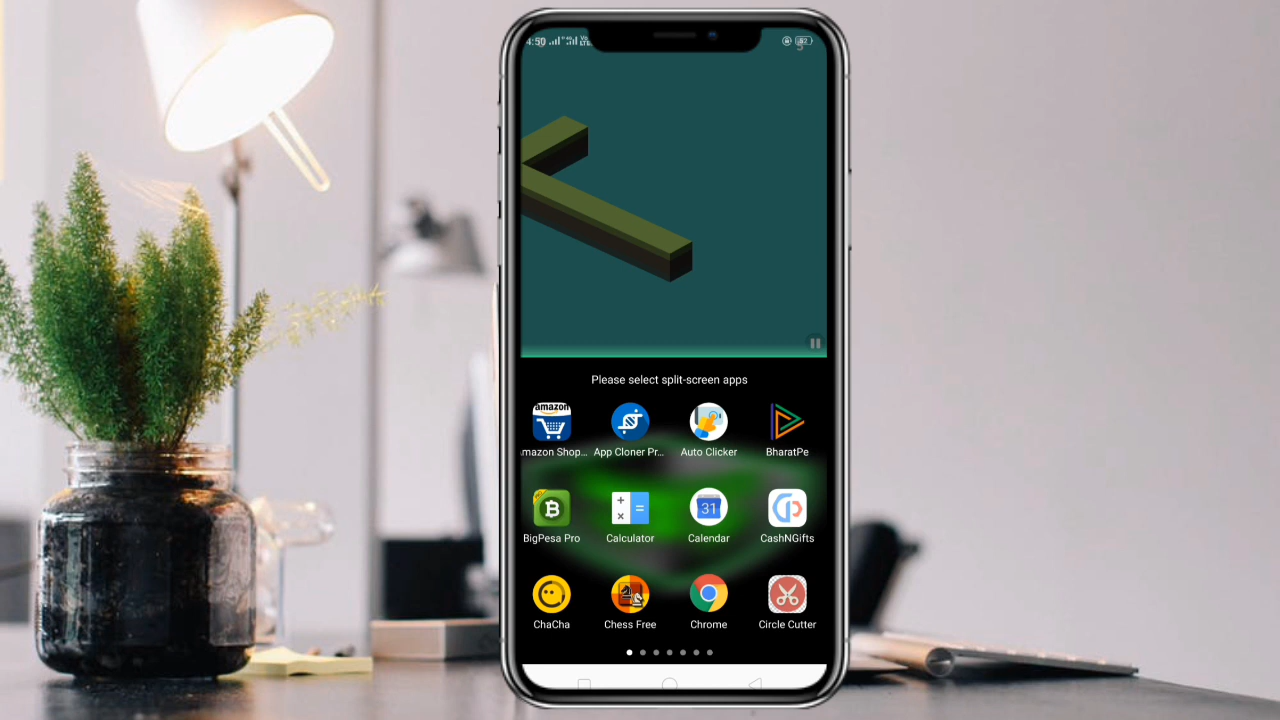 4:50
82
Please select split-screen apps
amazon
mazon Shop... App Cloner Pr... Auto Clicker BharatPe
31
BigPesa Pro Calculator Calendar CashNGifts
ChaCha Chess Free Chrome Circle Cutter